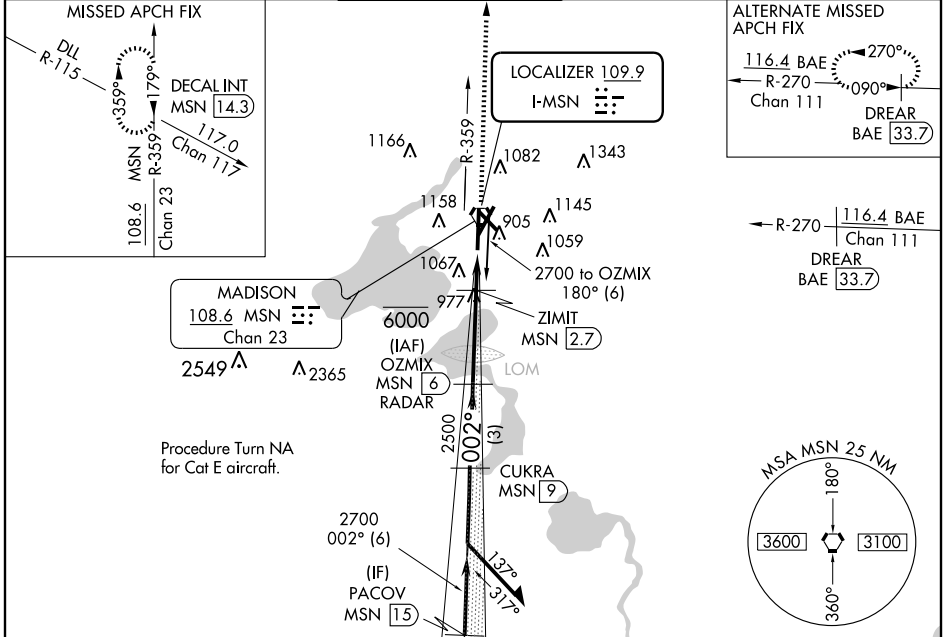 MISSED APCH FIX
DLL
R-115
359°
179°
DECAL INT
MSN 14.3
117.0
Chan 117
MSN
R-359
108.6
Chan 23
LOCALIZER 109.9
I-MSN
ALTERNATE MISSED
APCH FIX
116.4 BAE
R-270
Chan 111
270°
090°
DREAR
BAE 33.7
R-359
1166
1082
1343
1158
905
1145
1059
1067
977
2700 to OZMIX
180° (6)
R-270
116.4 BAE
Chan 111
DREAR
BAE 33.7
MADISON
108.6 MSN
Chan 23
6000
(IAF)
OZMIX
MSN 6
RADAR
ZIMIT
MSN 2.7
LOM
2549
2365
2500
002°
(3)
Procedure Turn NA
for Cat E aircraft.
CUKRA
MSN 9
2700
002° (6)
(IF)
PACOV
MSN 15
137°
317°
MSA MSN 25 NM
180°
3600
3100
360°